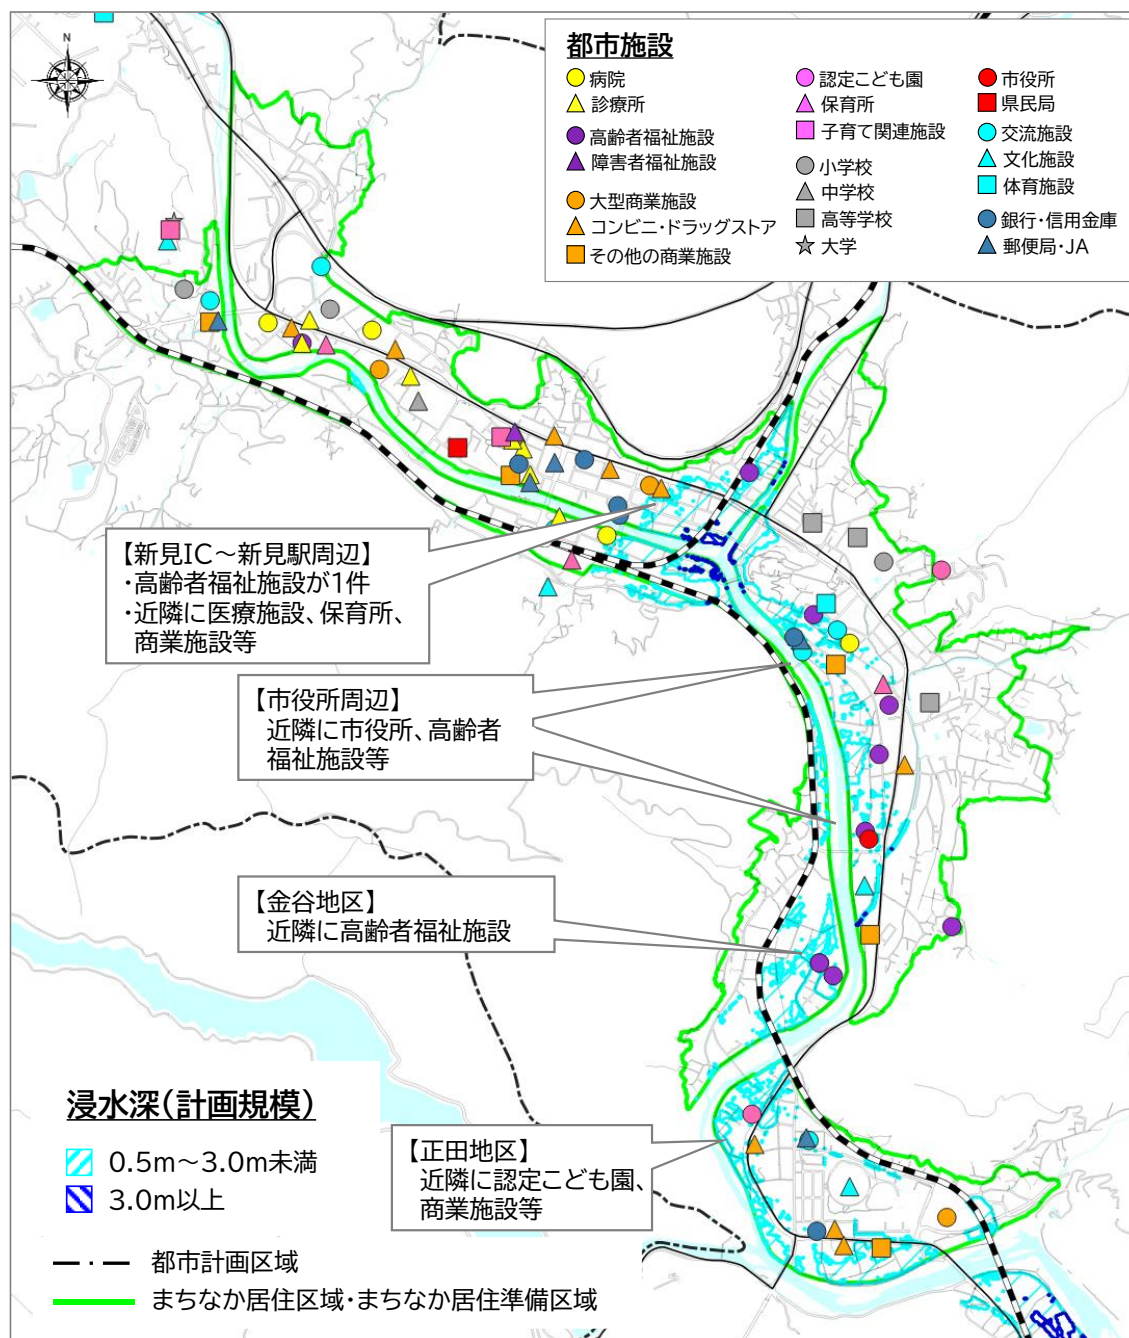 N
都市施設
病院
診療所
高齢者福祉施設
障害者福祉施設
大型商業施設
コンビニ・ドラッグストア
その他の商業施設
認定こども園
保育所
子育て関連施設
小学校
中学校
高等学校
大学
市役所
県民局
交流施設
文化施設
体育施設
銀行・信用金庫
郵便局・JA
【新見IC～新見駅周辺】
・高齢者福祉施設が1件
・近隣に医療施設、保育所、
商業施設等
【市役所周辺】
近隣に市役所、高齢者
福祉施設等
【金谷地区】
近隣に高齢者福祉施設
【正田地区】
近隣に認定こども園、
商業施設等
浸水深(計画規模)
0.5m～3.0m未満
3.0m以上
都市計画区域
まちなか居住区域・まちなか居住準備区域